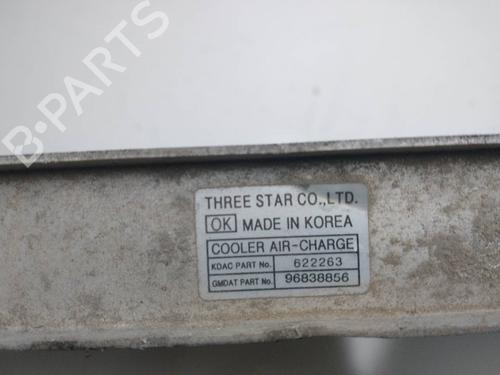 B-PARTS
THREE STAR CO.,LTD.
OK MADE IN KOREA
COOLER AIR-CHARGE
KDAC PART No. 622263
GMDAT PART No. 96838856